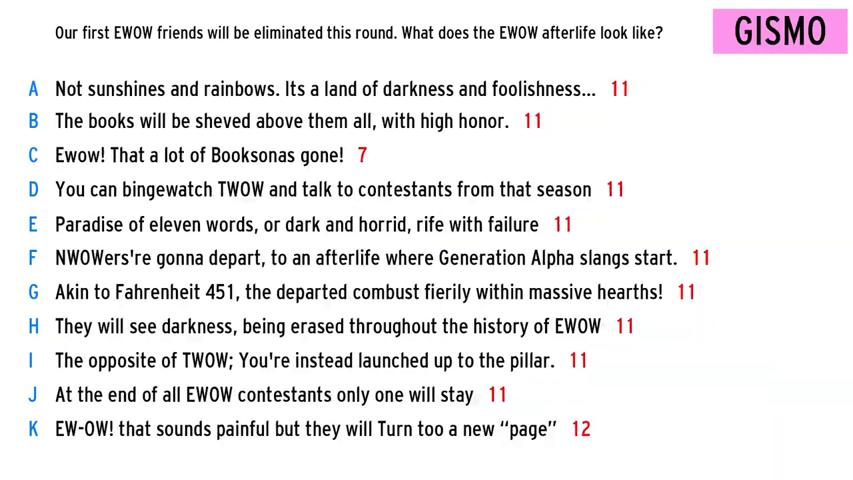 Our first EWOW friends will be eliminated this round. What does the EWOW afterlife look like?
GISMO
A Not sunshines and rainbows. Its a land of darkness and foolishness... 11
B The books will be sheved above them all, with high honor. 11
C Ewow! That a lot of Booksonas gone! 7
D You can bingewatch TWOW and talk to contestants from that season 11
E Paradise of eleven words, or dark and horrid, rife with failure 11
F NWOWers're gonna depart, to an afterlife where Generation Alpha slangs start. 11
G Akin to Fahrenheit 451, the departed combust fierily within massive hearths! 11
H They will see darkness, being erased throughout the history of EWOW 11
I The opposite of TWOW; You're instead launched up to the pillar. 11
J At the end of all EWOW contestants only one will stay 11
K EW-OW! that sounds painful but they will Turn too a new “page” 12